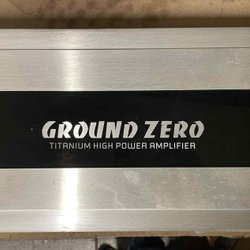 GROUND ZERO
TITANIUM HIGH POWER AMPLIFIER